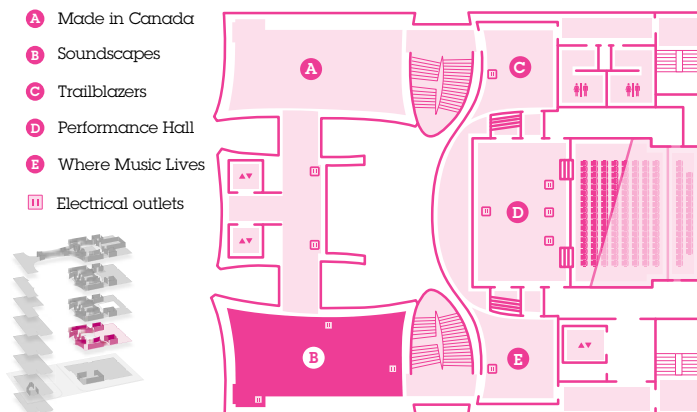 A Made in Canada
B Soundscapes
C Trailblazers
D Performance Hall
E Where Music Lives
Electrical outlets
A
C
D
B
E